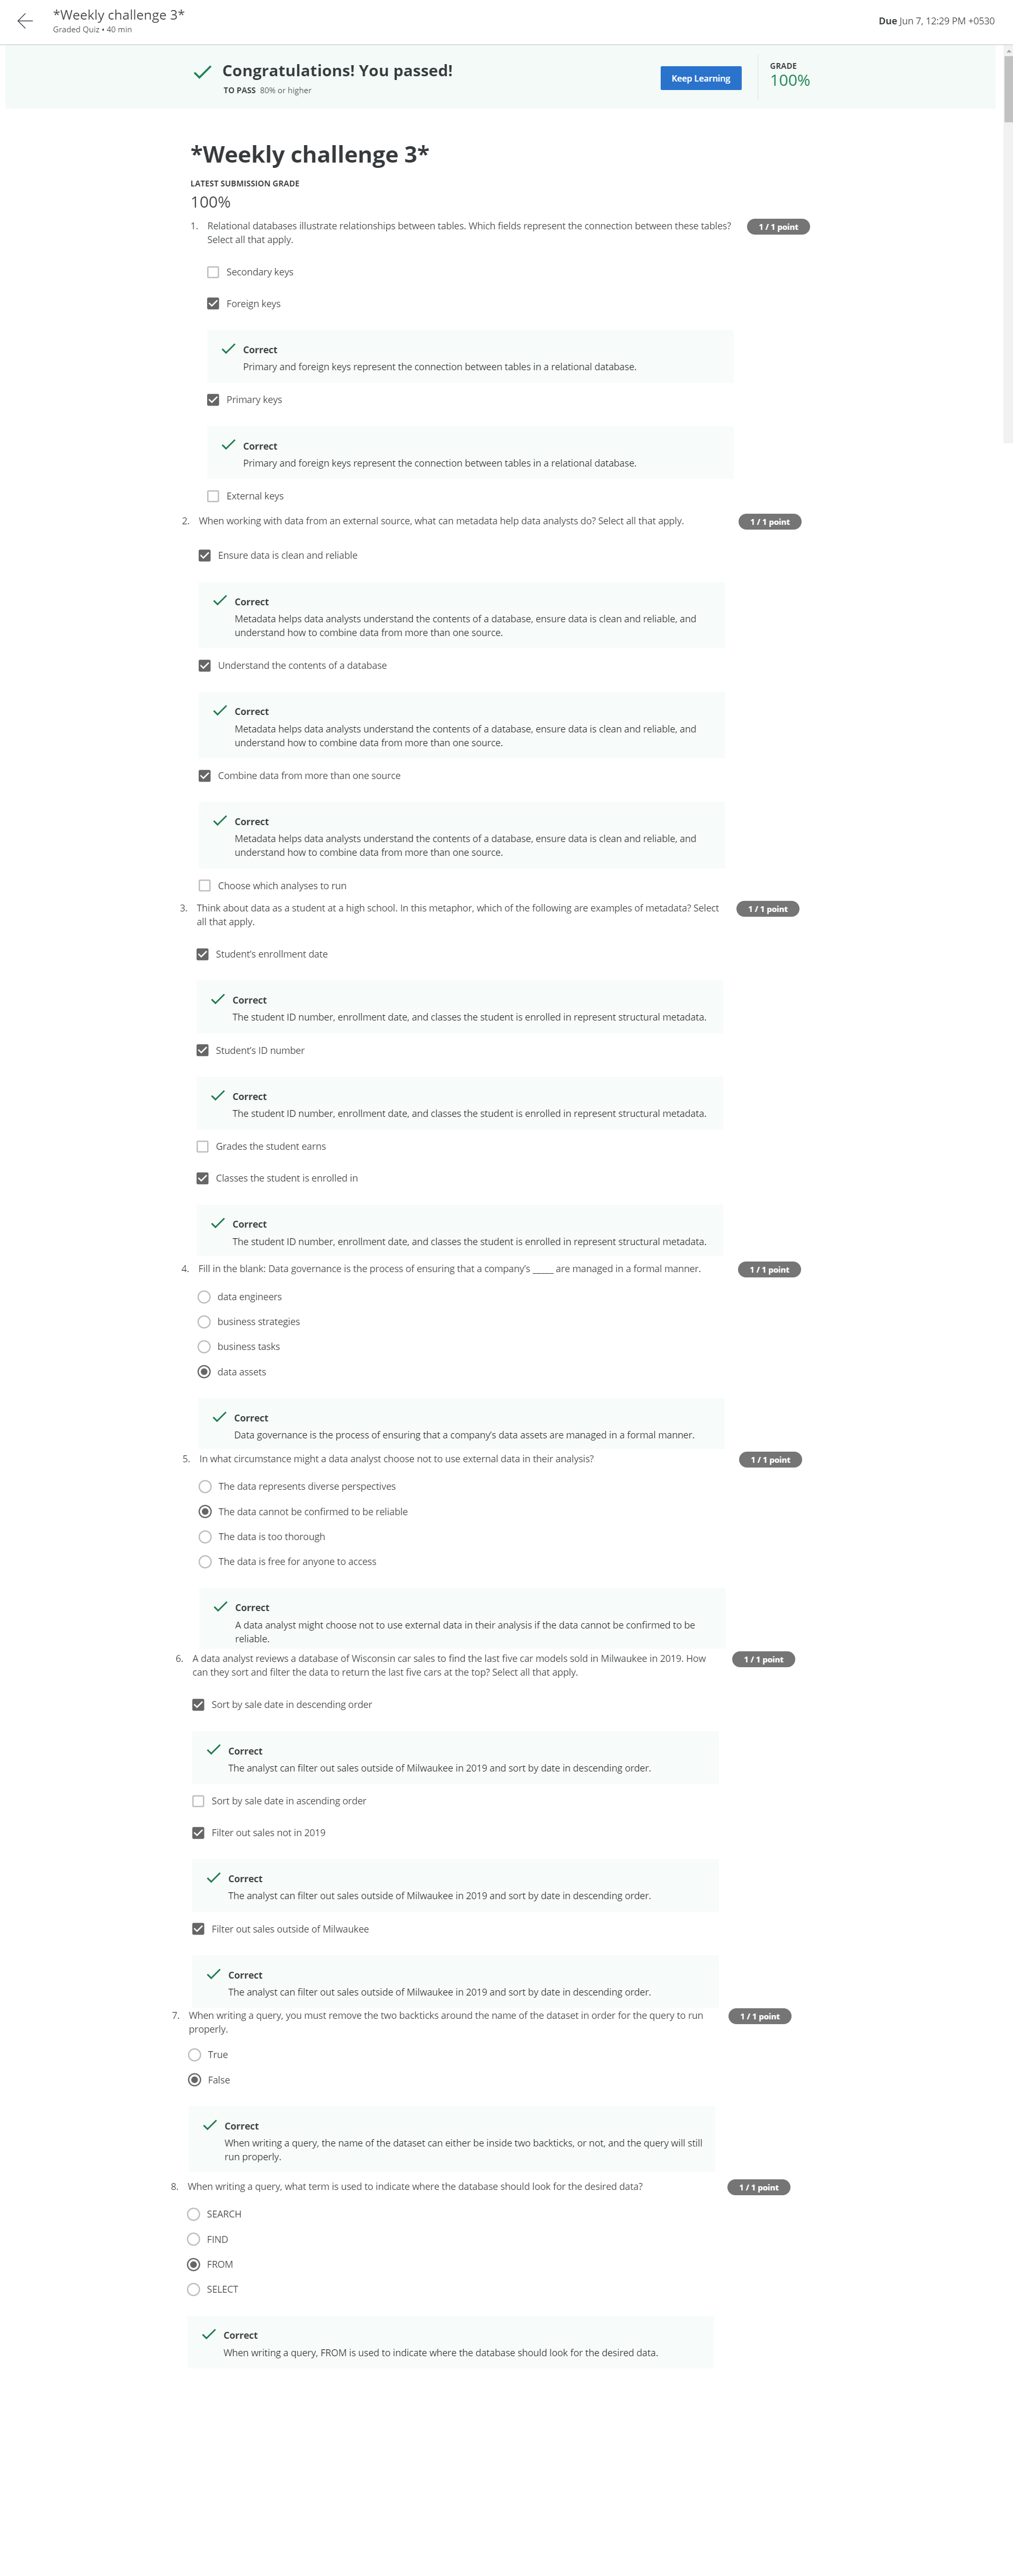 *Weekly challenge 3*
Graded Quiz • 40 min
Due Jun 7, 12:29 PM +0530
Congratulations! You passed!
TO PASS 80% or higher
Keep Learning
GRADE
100%
*Weekly challenge 3*
LATEST SUBMISSION GRADE
100%
1. Relational databases illustrate relationships between tables. Which fields represent the connection between these tables?
Select all that apply.
1 / 1 point
Secondary keys
Foreign keys
Correct
Primary and foreign keys represent the connection between tables in a relational database.
Primary keys
Correct
Primary and foreign keys represent the connection between tables in a relational database.
External keys
2. When working with data from an external source, what can metadata help data analysts do? Select all that apply.
1 / 1 point
Ensure data is clean and reliable
Correct
Metadata helps data analysts understand the contents of a database, ensure data is clean and reliable, and
understand how to combine data from more than one source.
Understand the contents of a database
Correct
Metadata helps data analysts understand the contents of a database, ensure data is clean and reliable, and
understand how to combine data from more than one source.
Combine data from more than one source
Correct
Metadata helps data analysts understand the contents of a database, ensure data is clean and reliable, and
understand how to combine data from more than one source.
Choose which analyses to run
3. Think about data as a student at a high school. In this metaphor, which of the following are examples of metadata? Select
all that apply.
1 / 1 point
Student’s enrollment date
Correct
The student ID number, enrollment date, and classes the student is enrolled in represent structural metadata.
Student’s ID number
Correct
The student ID number, enrollment date, and classes the student is enrolled in represent structural metadata.
Grades the student earns
Classes the student is enrolled in
Correct
The student ID number, enrollment date, and classes the student is enrolled in represent structural metadata.
4. Fill in the blank: Data governance is the process of ensuring that a company’s _____ are managed in a formal manner.
1 / 1 point
data engineers
business strategies
business tasks
data assets
Correct
Data governance is the process of ensuring that a company’s data assets are managed in a formal manner.
5. In what circumstance might a data analyst choose not to use external data in their analysis?
1 / 1 point
The data represents diverse perspectives
The data cannot be confirmed to be reliable
The data is too thorough
The data is free for anyone to access
Correct
A data analyst might choose not to use external data in their analysis if the data cannot be confirmed to be
reliable.
6. A data analyst reviews a database of Wisconsin car sales to find the last five car models sold in Milwaukee in 2019. How
can they sort and filter the data to return the last five cars at the top? Select all that apply.
1 / 1 point
Sort by sale date in descending order
Correct
The analyst can filter out sales outside of Milwaukee in 2019 and sort by date in descending order.
Sort by sale date in ascending order
Filter out sales not in 2019
Correct
The analyst can filter out sales outside of Milwaukee in 2019 and sort by date in descending order.
Filter out sales outside of Milwaukee
Correct
The analyst can filter out sales outside of Milwaukee in 2019 and sort by date in descending order.
7. When writing a query, you must remove the two backticks around the name of the dataset in order for the query to run
properly.
1 / 1 point
True
False
Correct
When writing a query, the name of the dataset can either be inside two backticks, or not, and the query will still
run properly.
8. When writing a query, what term is used to indicate where the database should look for the desired data?
1 / 1 point
SEARCH
FIND
FROM
SELECT
Correct
When writing a query, FROM is used to indicate where the database should look for the desired data.